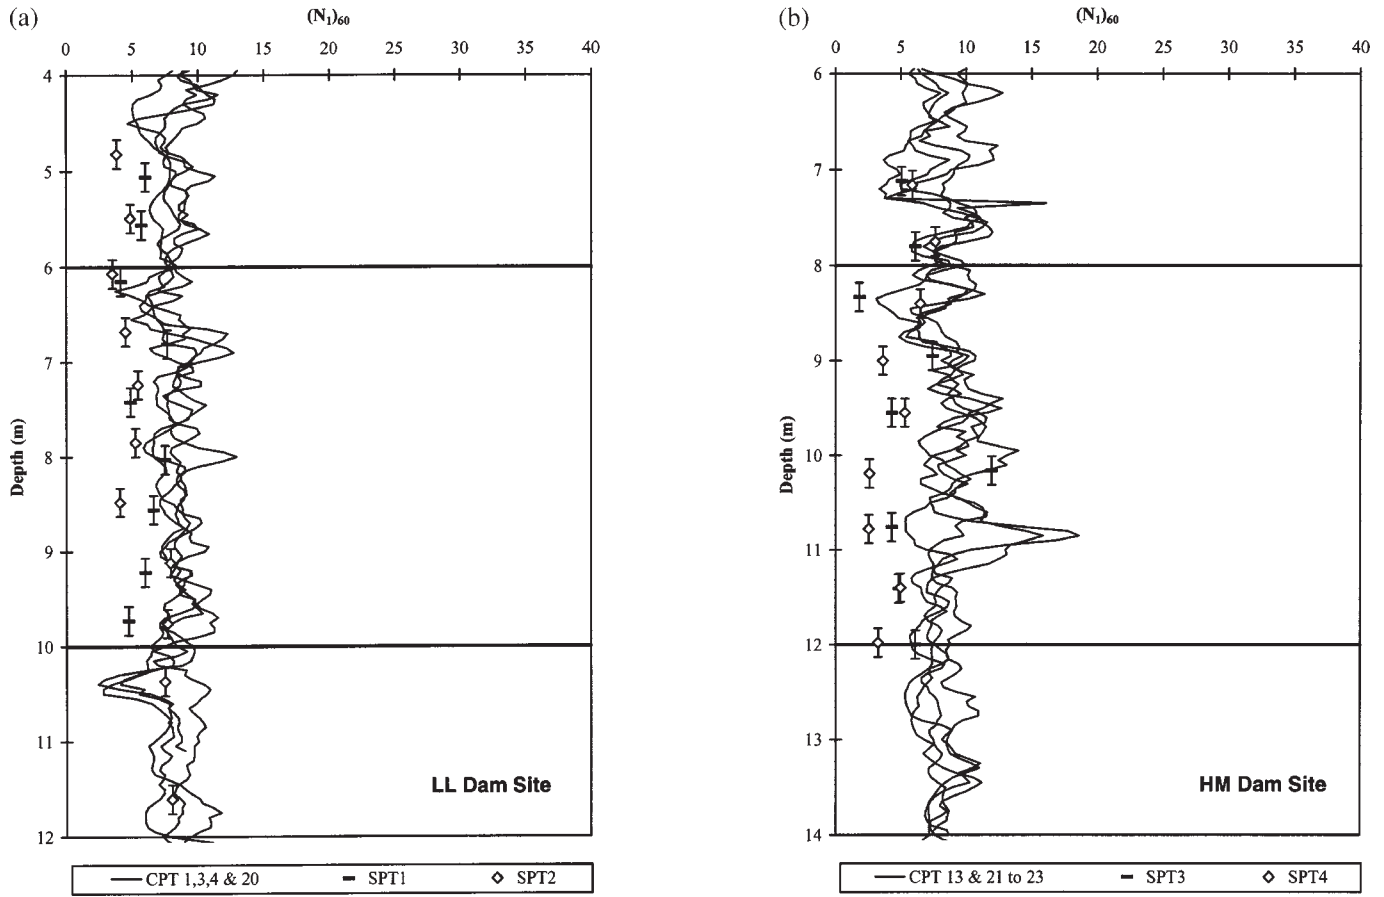 (a)
(N₁)₆₀
0 5 10 15 20 25 30 35 40
4
5
6
7
8
9
10
11
12
Depth (m)
LL Dam Site
CPT 1,3,4 & 20 SPT1 SPT2
(b)
(N₁)₆₀
0 5 10 15 20 25 30 35 40
6
7
8
9
10
11
12
13
14
Depth (m)
HM Dam Site
CPT 13 & 21 to 23 SPT3 SPT4